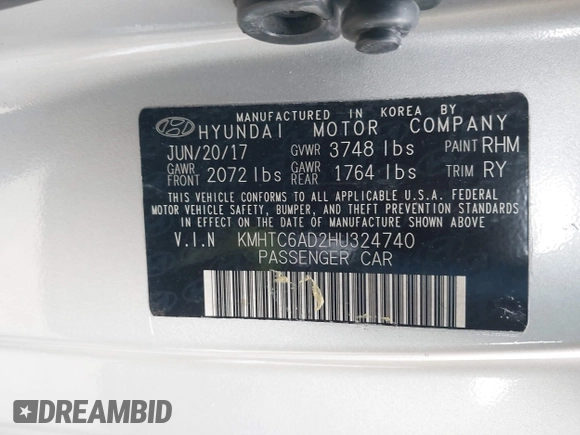 MANUFACTURED IN KOREA BY
HYUNDAI MOTOR COMPANY
JUN/20/17 GVWR 3748 lbs PAINT RHM
GAWR FRONT 2072 lbs GAWR REAR 1764 lbs TRIM RY
THIS VEHICLE CONFORMS TO ALL APPLICABLE U.S.A. FEDERAL
MOTOR VEHICLE SAFETY, BUMPER, AND THEFT PREVENTION STANDARDS
IN EFFECT ON THE DATE OF MANUFACTURE SHOWN ABOVE
V.I.N KMHTC6AD2HU324740
PASSENGER CAR
DREAMBID